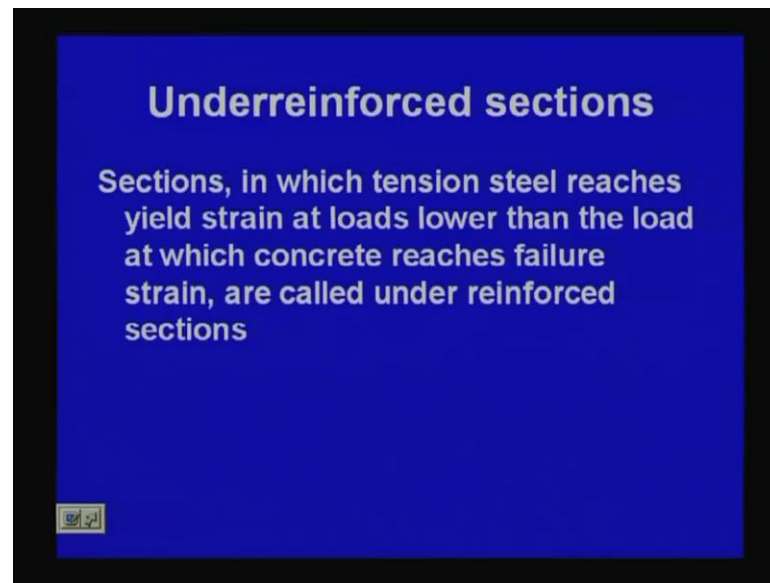 Underreinforced sections
Sections, in which tension steel reaches
yield strain at loads lower than the load
at which concrete reaches failure
strain, are called under reinforced
sections